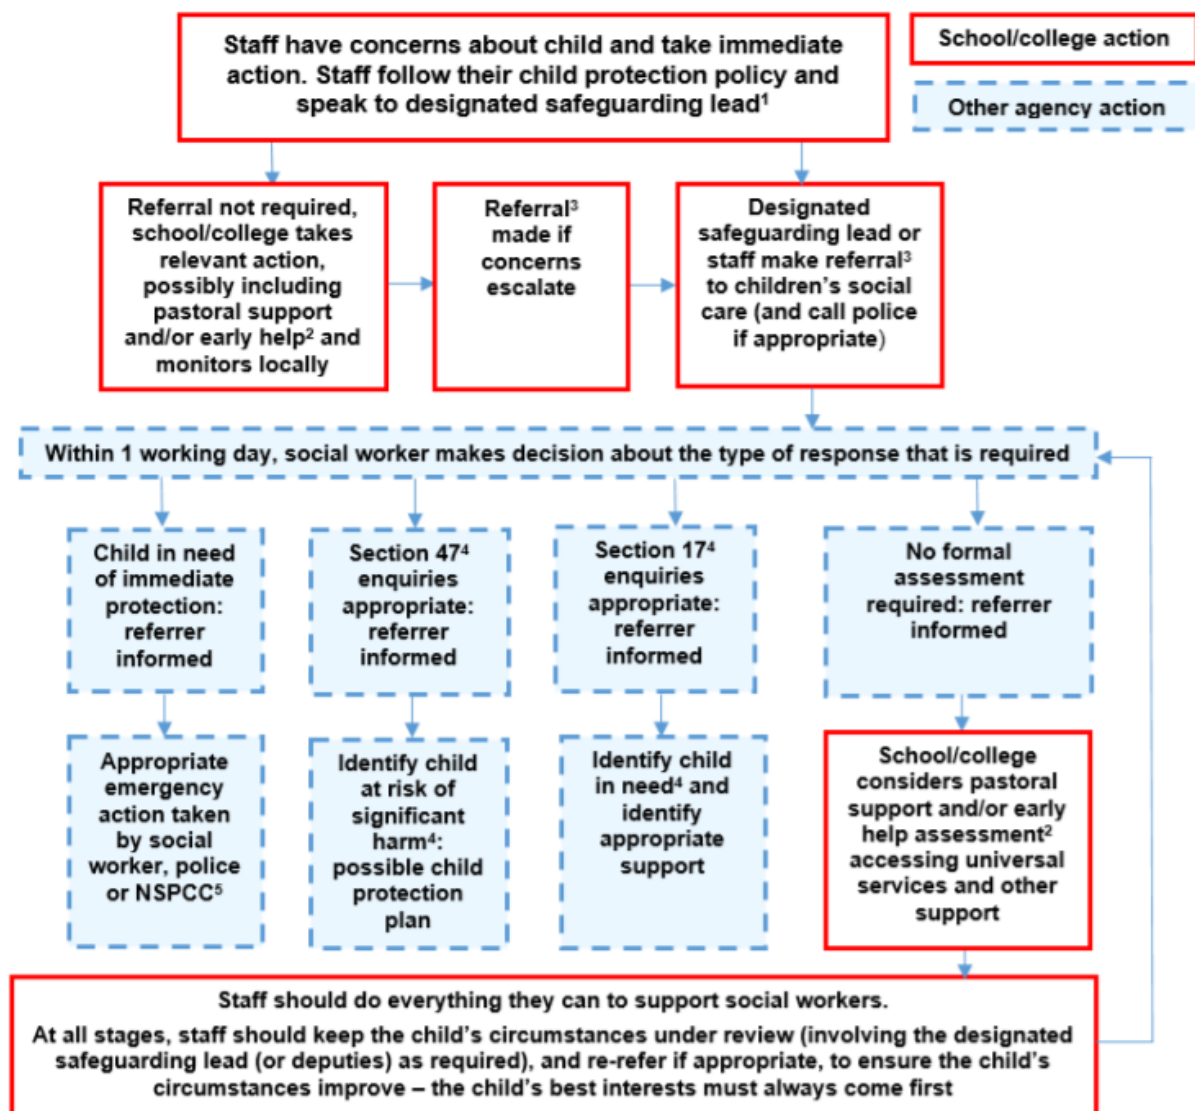 Staff have concerns about child and take immediate
action. Staff follow their child protection policy and
speak to designated safeguarding lead¹
School/college action
Other agency action
Referral not required,
school/college takes
relevant action,
possibly including
pastoral support
and/or early help² and
monitors locally
Referral³
made if
concerns
escalate
Designated
safeguarding lead or
staff make referral³
to children’s social
care (and call police
if appropriate)
Within 1 working day, social worker makes decision about the type of response that is required
Child in need
of immediate
protection:
referrer
informed
Section 47⁴
enquiries
appropriate:
referrer
informed
Section 17⁴
enquiries
appropriate:
referrer
informed
No formal
assessment
required: referrer
informed
Appropriate
emergency
action taken
by social
worker, police
or NSPCC⁵
Identify child
at risk of
significant
harm⁴:
possible child
protection
plan
Identify child
in need⁴ and
identify
appropriate
support
School/college
considers pastoral
support and/or early
help assessment²
accessing universal
services and other
support
Staff should do everything they can to support social workers.
At all stages, staff should keep the child’s circumstances under review (involving the designated
safeguarding lead (or deputies) as required), and re-refer if appropriate, to ensure the child’s
circumstances improve – the child’s best interests must always come first